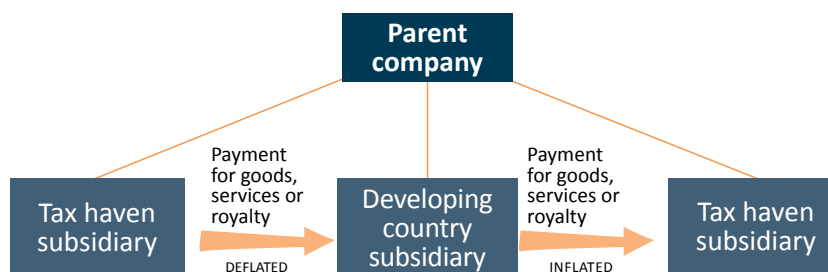 Parent
company
Tax haven
subsidiary
Payment
for goods,
services or
royalty
DEFLATED
Developing
country
subsidiary
Payment
for goods,
services or
royalty
INFLATED
Tax haven
subsidiary